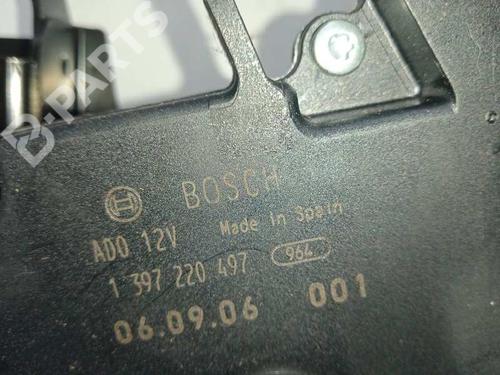 B-PARTS
BOSCH
ADO 12V Made in Spain
1 397 220 497 964
06.09.06 001